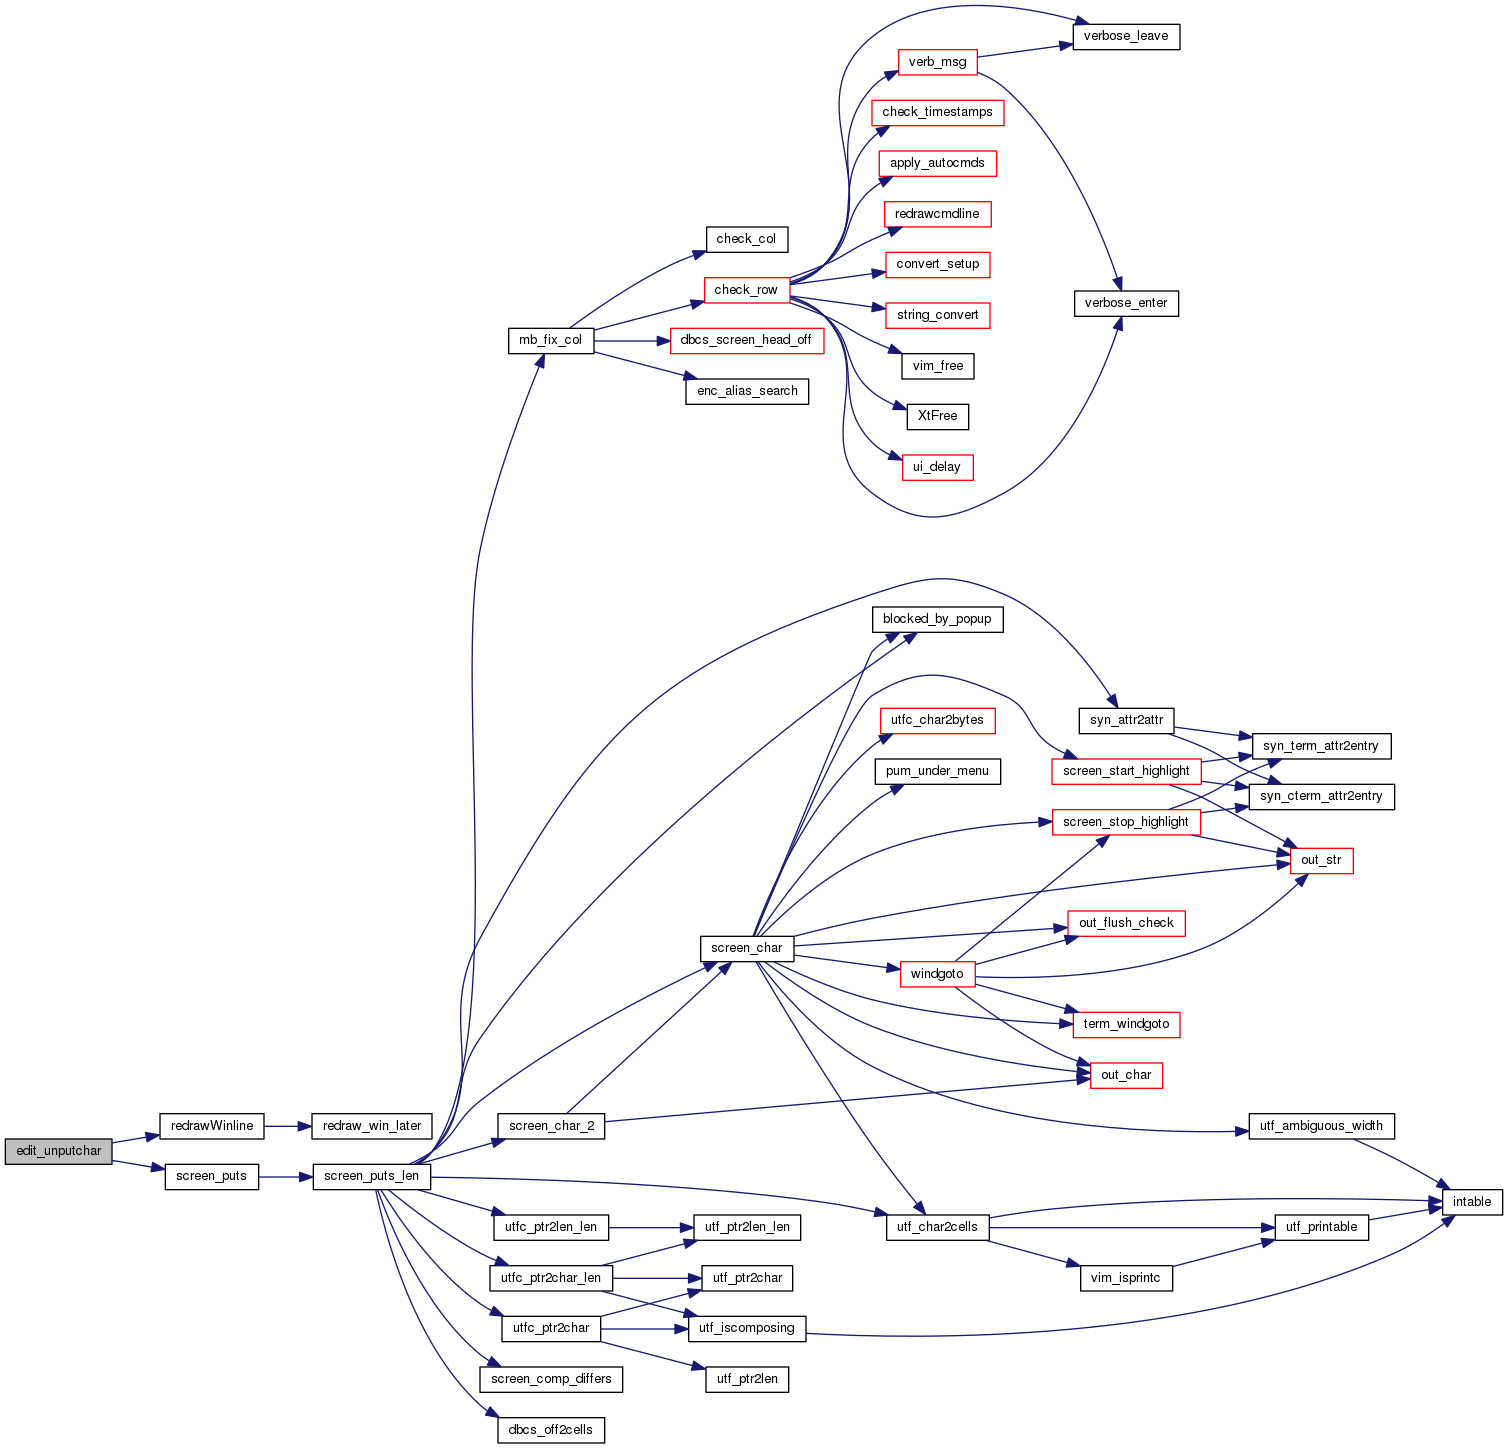 verbose_leave
verb_msg
check_timestamps
apply_autocmds
redrawcmdline
check_col
convert_setup
check_row
verbose_enter
string_convert
mb_fix_col
dbcs_screen_head_off
vim_free
enc_alias_search
XtFree
ui_delay
blocked_by_popup
utfc_char2bytes
syn_attr2attr
syn_term_attr2entry
pum_under_menu
screen_start_highlight
syn_cterm_attr2entry
screen_stop_highlight
out_str
out_flush_check
screen_char
windgoto
term_windgoto
out_char
redrawWinline
redraw_win_later
screen_char_2
utf_ambiguous_width
edit_unputchar
screen_puts
screen_puts_len
intable
utfc_ptr2len_len
utf_ptr2len_len
utf_char2cells
utf_printable
utfc_ptr2char_len
utf_ptr2char
vim_isprintc
utfc_ptr2char
utf_iscomposing
screen_comp_differs
utf_ptr2len
dbcs_off2cells